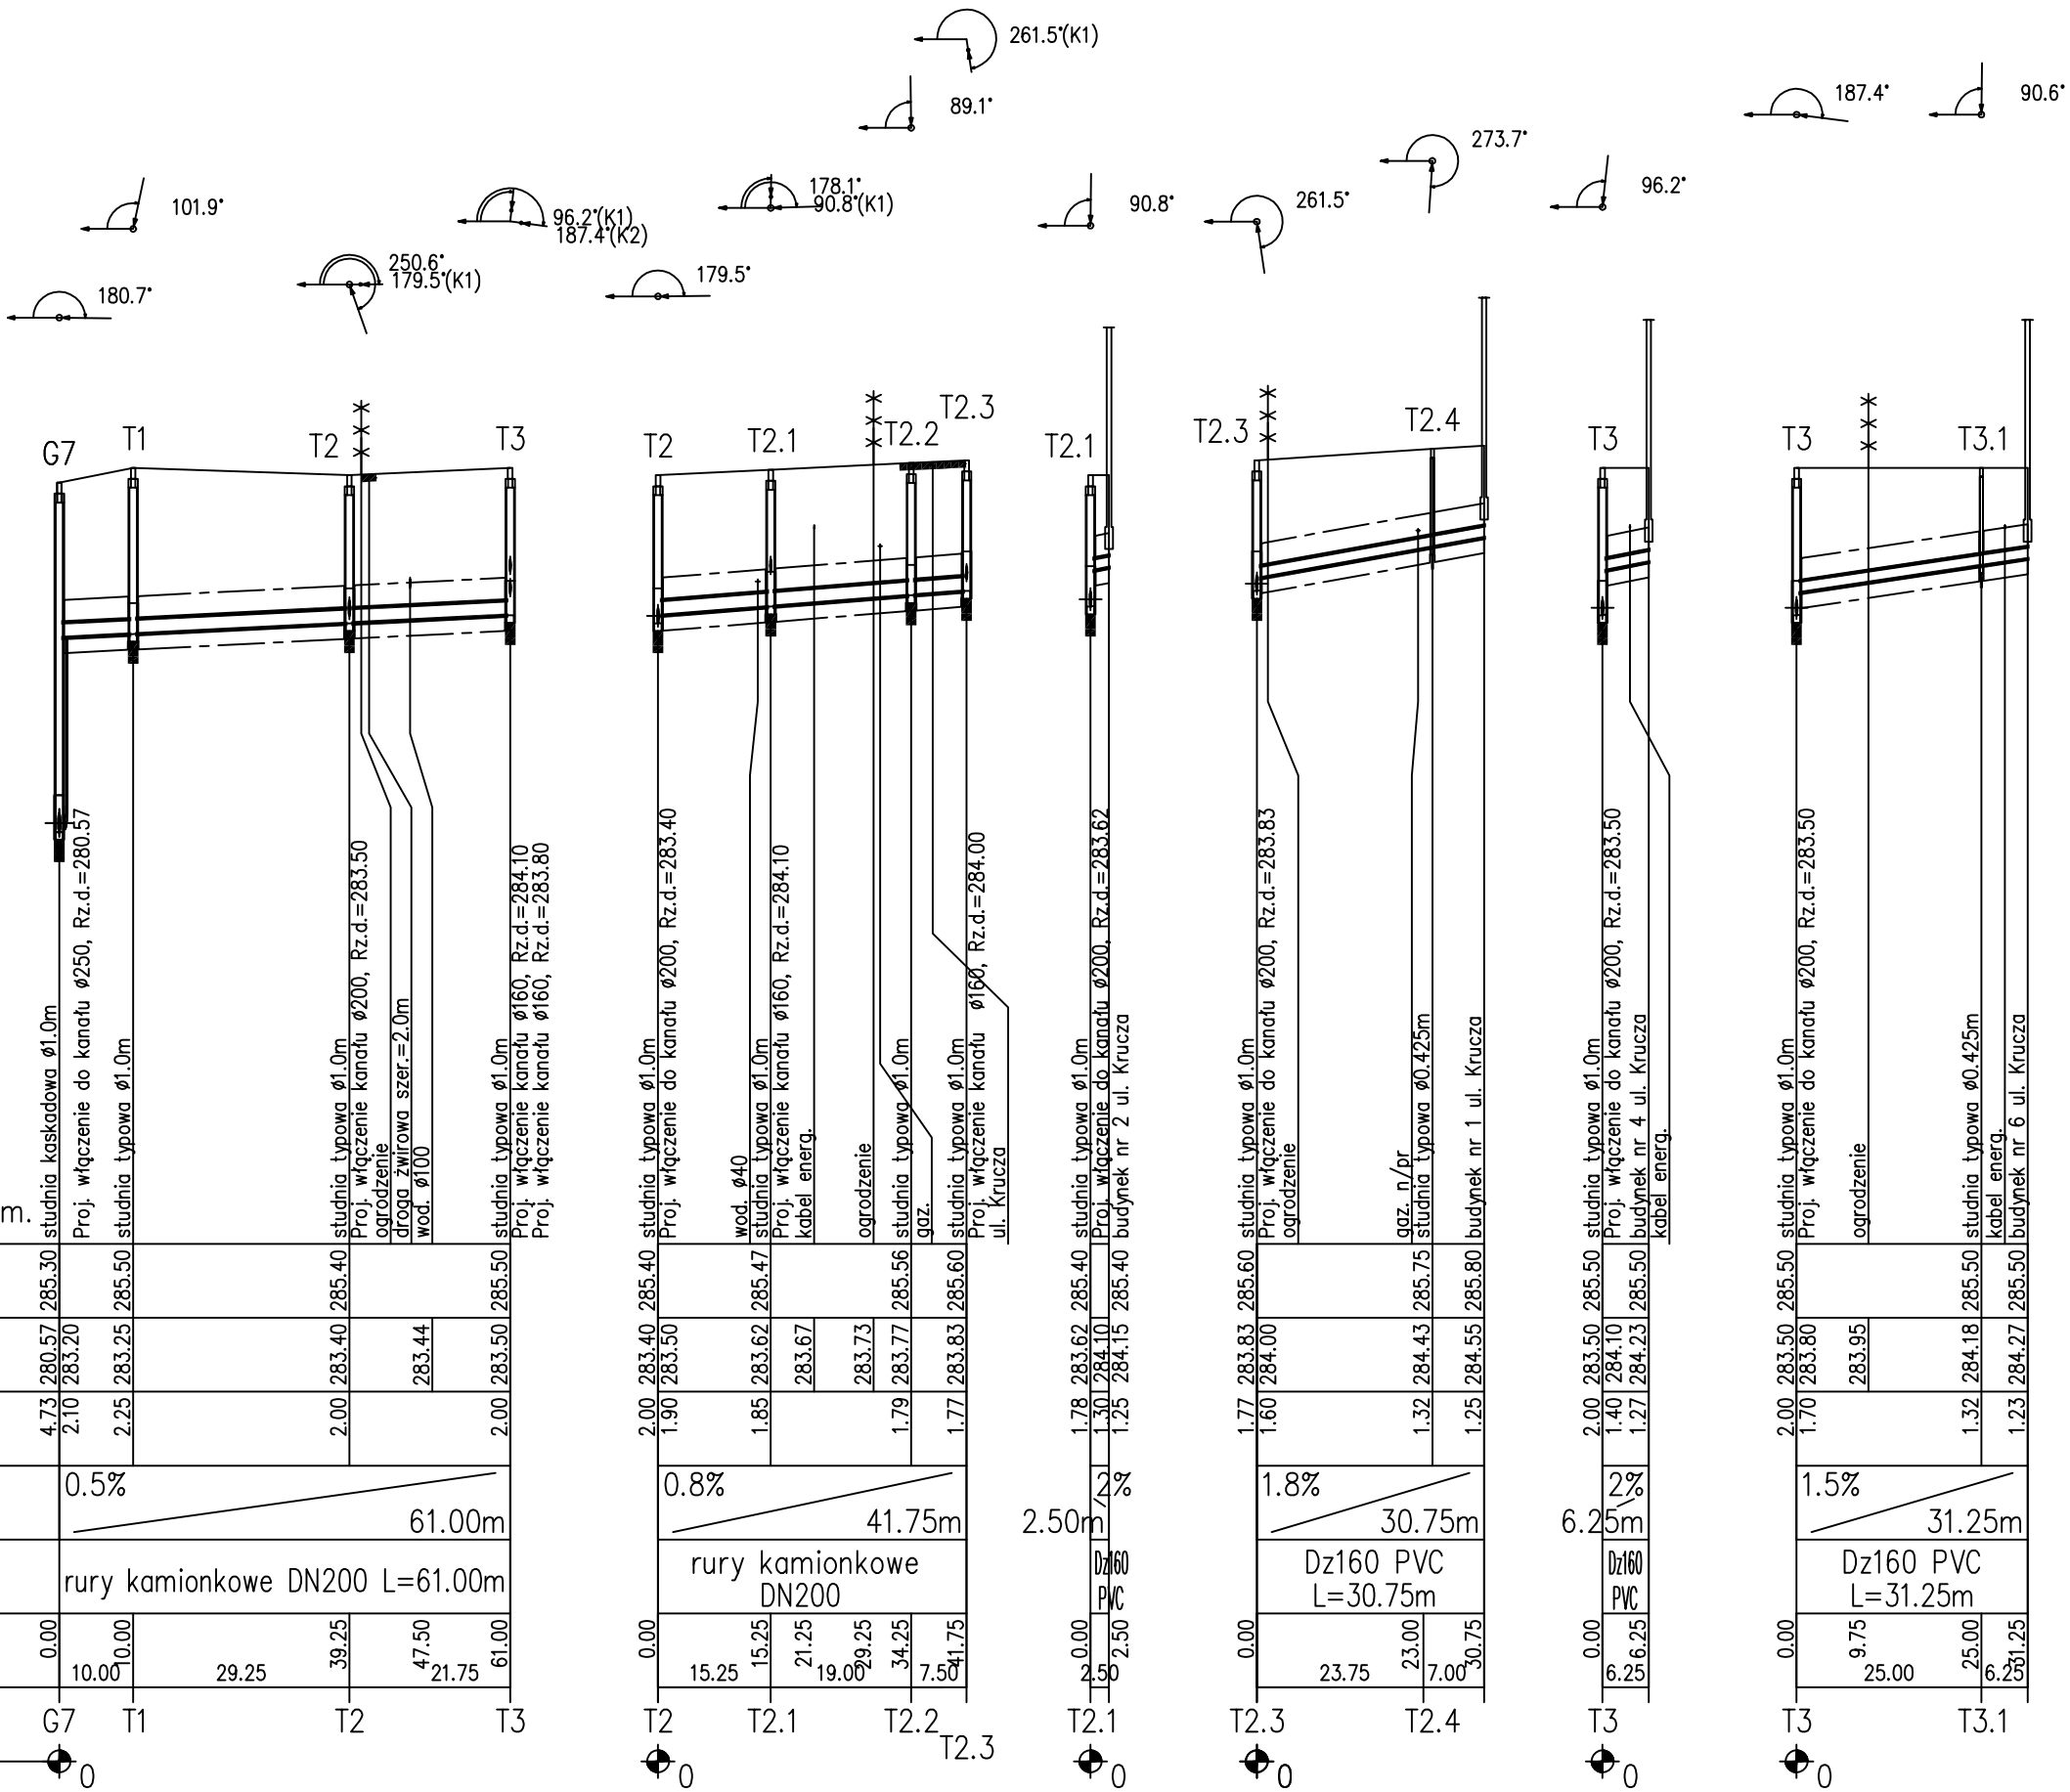 261.5°(K1)
89.1°
187.4°
90.6°
273.7°
101.9°
96.2°(K1)
187.4°(K2)
178.1°
90.8°(K1)
90.8°
261.5°
96.2°
180.7°
250.6°
179.5°(K1)
179.5°
G7
T1
T2
T3
T2
T2.1
T2.2
T2.3
T2.1
T2.3
T2.4
T3
T3
T3.1
m.
studnia kaskadowa ø1.0m
Proj. włączenie do kanału ø250, Rz.d.=280.57
studnia typowa ø1.0m
studnia typowa ø1.0m
Proj. włączenie kanału ø200, Rz.d.=283.50
ogrodzenie
droga żwirowa szer.=2.0m
wod. ø100
studnia typowa ø1.0m
Proj. włączenie kanału ø160, Rz.d.=284.10
Proj. włączenie kanału ø160, Rz.d.=283.80
studnia typowa ø1.0m
Proj. włączenie do kanału ø200, Rz.d.=283.40
wod. ø40
studnia typowa ø1.0m
Proj. włączenie kanału ø160, Rz.d.=284.10
kabel energ.
ogrodzenie
studnia typowa ø1.0m
gaz.
studnia typowa ø1.0m
Proj. włączenie kanału ø160, Rz.d.=284.00
ul. Krucza
studnia typowa ø1.0m
Proj. włączenie do kanału ø200, Rz.d.=283.62
budynek nr 2 ul. Krucza
studnia typowa ø1.0m
Proj. włączenie do kanału ø200, Rz.d.=283.83
ogrodzenie
gaz. n/pr
studnia typowa ø0.425m
budynek nr 1 ul. Krucza
studnia typowa ø1.0m
Proj. włączenie do kanału ø200, Rz.d.=283.50
budynek nr 4 ul. Krucza
kabel energ.
studnia typowa ø1.0m
Proj. włączenie do kanału ø200, Rz.d.=283.50
ogrodzenie
studnia typowa ø0.425m
kabel energ.
budynek nr 6 ul. Krucza
285.30 285.50 285.40 285.50
285.40 285.47 285.56 285.60
285.40 285.40
285.60 285.75 285.80
285.50 285.50
285.50 285.50 285.50
280.57 283.20 283.25 283.40 283.44 283.50
283.40 283.50 283.62 283.67 283.73 283.77 283.83
283.62 284.10 284.15
283.83 284.00 284.43 284.55
283.50 284.10 284.23
283.50 283.80 283.95 284.18 284.27
4.73 2.10 2.25 2.00 2.00
2.00 1.90 1.85 1.79 1.77
1.78 1.30 1.25
1.77 1.60 1.32 1.25
2.00 1.40 1.27
2.00 1.70 1.32 1.23
0.5%
61.00m
0.8%
41.75m
2%
2.50m
1.8%
30.75m
2%
6.25m
1.5%
31.25m
rury kamionkowe DN200 L=61.00m
rury kamionkowe
DN200
Dz160
PVC
Dz160 PVC
L=30.75m
Dz160
PVC
Dz160 PVC
L=31.25m
0.00 10.00 39.25 47.50 61.00
10.00 29.25 21.75
0.00 15.25 21.25 29.25 34.25 41.75
15.25 19.00 7.50
0.00 2.50
2.50
0.00 23.00 30.75
23.75 7.00
0.00 6.25
6.25
0.00 9.75 25.00 31.25
25.00 6.25
G7 T1 T2 T3
T2 T2.1 T2.2
T2.3
T2.1
T2.3 T2.4
T3
T3 T3.1
0
0
0
0
0
0